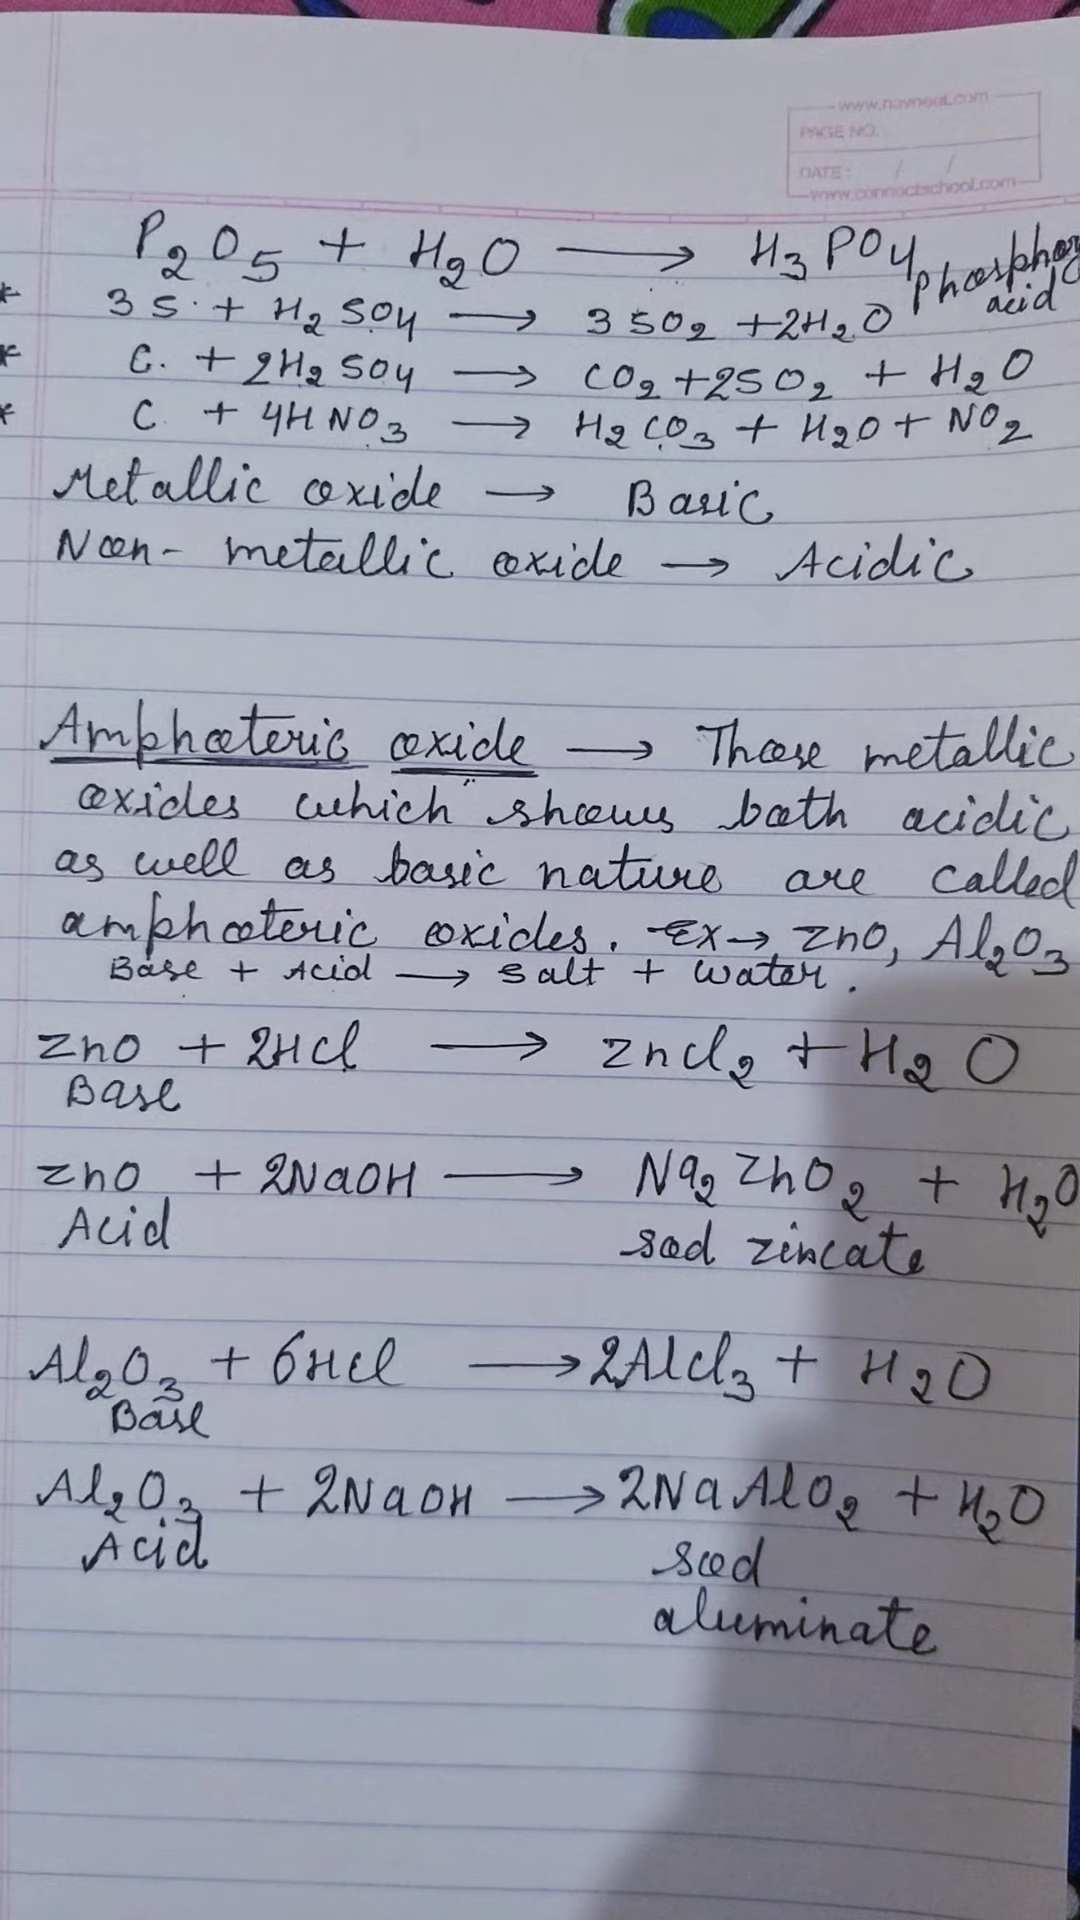 www.navneet.com
PAGE NO.
DATE: / /
www.connectschool.com
P₂O₅ + H₂O ⟶ H₃PO₄ Phosphor
acid
* 3S + H₂SO₄ ⟶ 3SO₂ + 2H₂O
* C. + 2H₂SO₄ ⟶ CO₂ + 2SO₂ + H₂O
* C. + 4HNO₃ ⟶ H₂CO₃ + H₂O + NO₂
Metallic oxide → Basic
Non-metallic oxide → Acidic
Amphoteric oxide → Those metallic
oxides which shows both acidic
as well as basic nature are called
amphoteric oxides. Ex → ZnO, Al₂O₃
Base + Acid ⟶ Salt + Water.
ZnO + 2HCl ⟶ ZnCl₂ + H₂O
Base
ZnO + 2NaOH ⟶ Na₂ZnO₂ + H₂O
Acid sod zincate
Al₂O₃ + 6HCl ⟶ 2AlCl₃ + H₂O
Base
Al₂O₃ + 2NaOH ⟶ 2NaAlO₂ + H₂O
Acid sod
aluminate